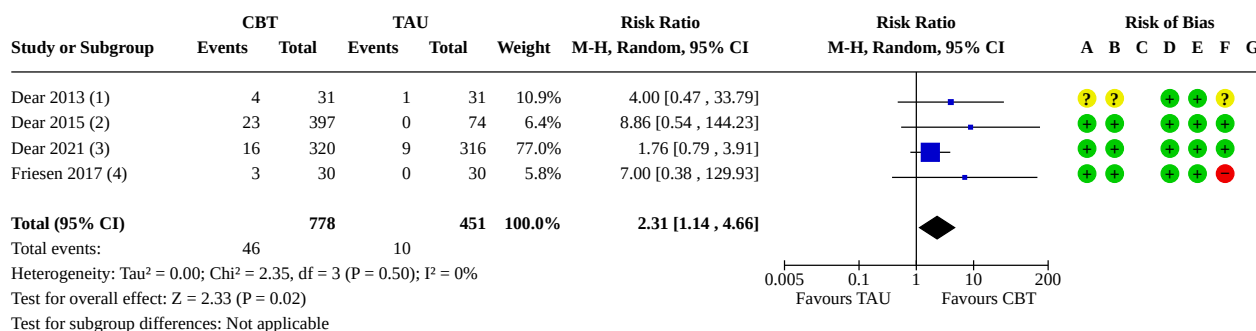 CBT TAU Risk Ratio Risk Ratio Risk of Bias
Study or Subgroup Events Total Events Total Weight M-H, Random, 95% CI M-H, Random, 95% CI A B C D E F G
Dear 2013 (1) 4 31 1 31 10.9% 4.00 [0.47 , 33.79] ? ? + + ?
Dear 2015 (2) 23 397 0 74 6.4% 8.86 [0.54 , 144.23] + + + + +
Dear 2021 (3) 16 320 9 316 77.0% 1.76 [0.79 , 3.91] + + + + +
Friesen 2017 (4) 3 30 0 30 5.8% 7.00 [0.38 , 129.93] + + + + −
Total (95% CI) 778 451 100.0% 2.31 [1.14 , 4.66]
Total events: 46 10
Heterogeneity: Tau² = 0.00; Chi² = 2.35, df = 3 (P = 0.50); I² = 0%
0.005 0.1 1 10 200
Test for overall effect: Z = 2.33 (P = 0.02) Favours TAU Favours CBT
Test for subgroup differences: Not applicable